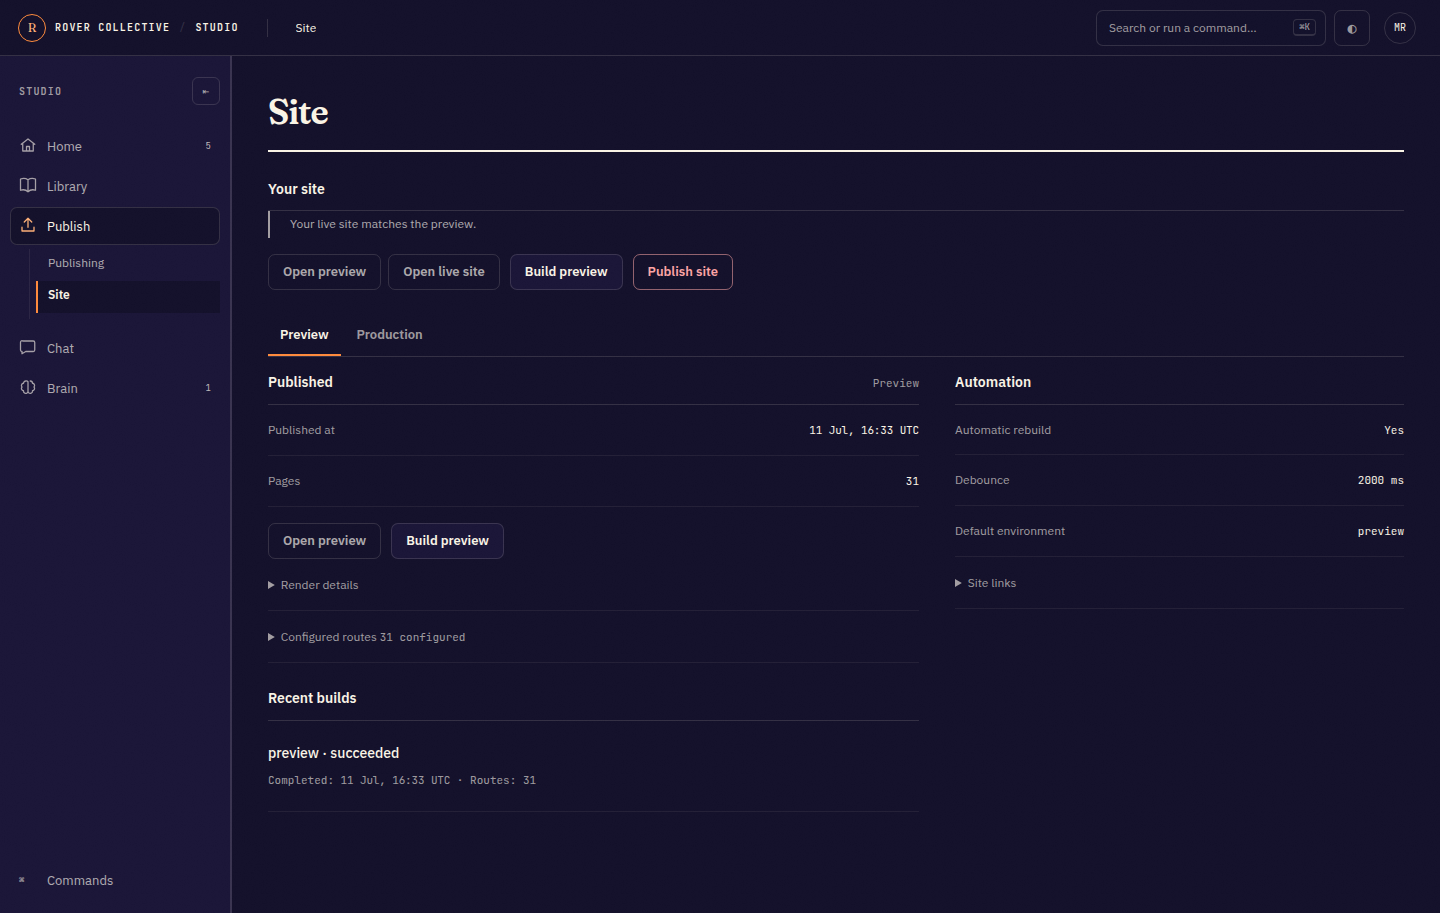 R ROVER COLLECTIVE / STUDIO Site Search or run a command... ⌘K MR
STUDIO
Home 5
Library
Publish
Publishing
Site
Chat
Brain 1
⌘ Commands
Site
Your site
Your live site matches the preview.
Open preview Open live site Build preview Publish site
Preview Production
Published Preview
Published at 11 Jul, 16:33 UTC
Pages 31
Open preview Build preview
Render details
Configured routes 31 configured
Recent builds
preview · succeeded
Completed: 11 Jul, 16:33 UTC · Routes: 31
Automation
Automatic rebuild Yes
Debounce 2000 ms
Default environment preview
Site links